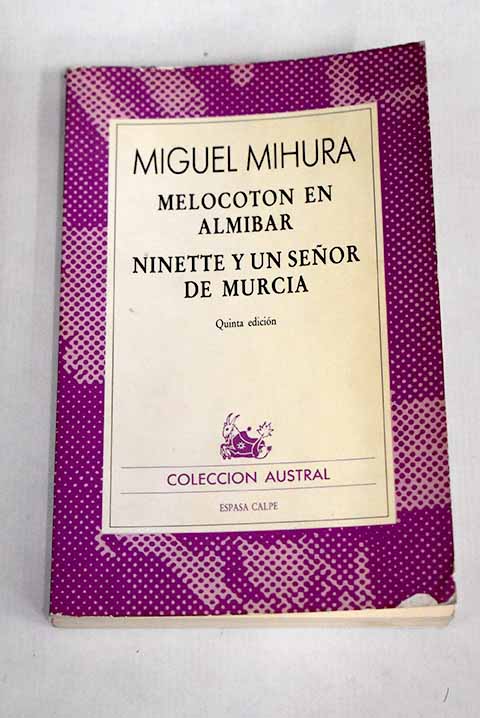 MIGUEL MIHURA
MELOCOTON EN
ALMIBAR
NINETTE Y UN SEÑOR
DE MURCIA
Quinta edición
COLECCION AUSTRAL
ESPASA CALPE